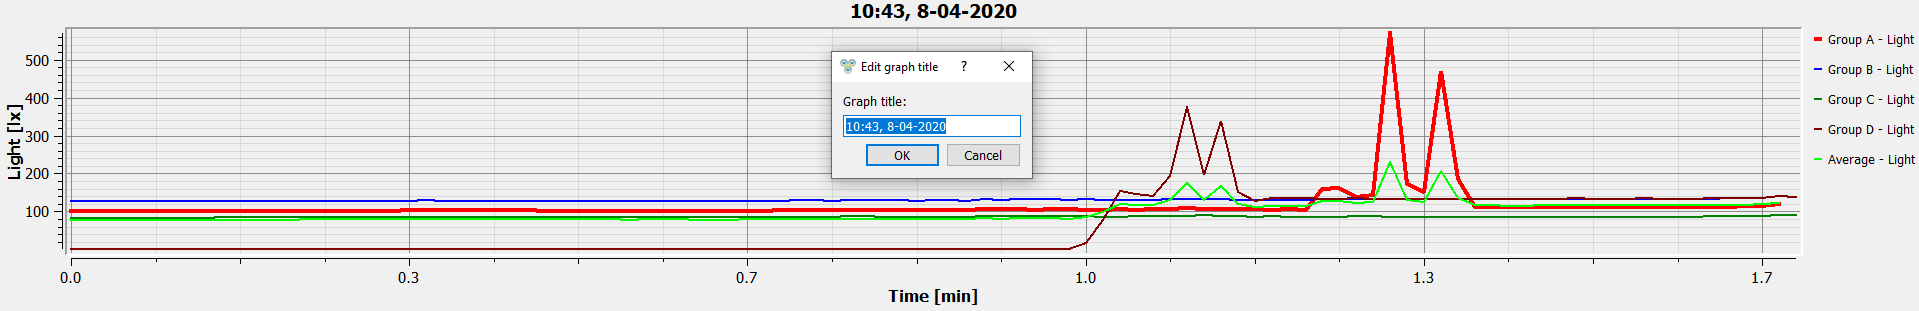 10:43, 8-04-2020
Edit graph title
?
Graph title:
10:43, 8-04-2020
OK Cancel
Light [lx]
500
400
300
200
100
0.0 0.3 0.7 1.0 1.3 1.7
Time [min]
Group A - Light
Group B - Light
Group C - Light
Group D - Light
Average - Light